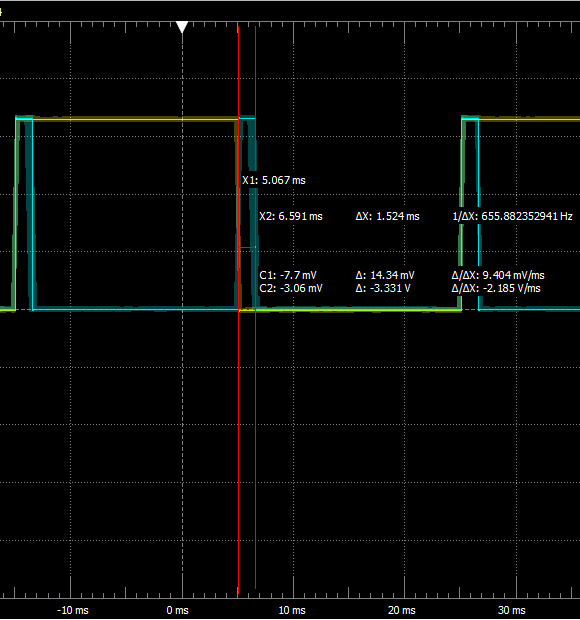 X1: 5.067 ms
X2: 6.591 ms ΔX: 1.524 ms 1/ΔX: 655.882352941 Hz
C1: -7.7 mV Δ: 14.34 mV Δ/ΔX: 9.404 mV/ms
C2: -3.06 mV Δ: -3.331 V Δ/ΔX: -2.185 V/ms
-10 ms 0 ms 10 ms 20 ms 30 ms